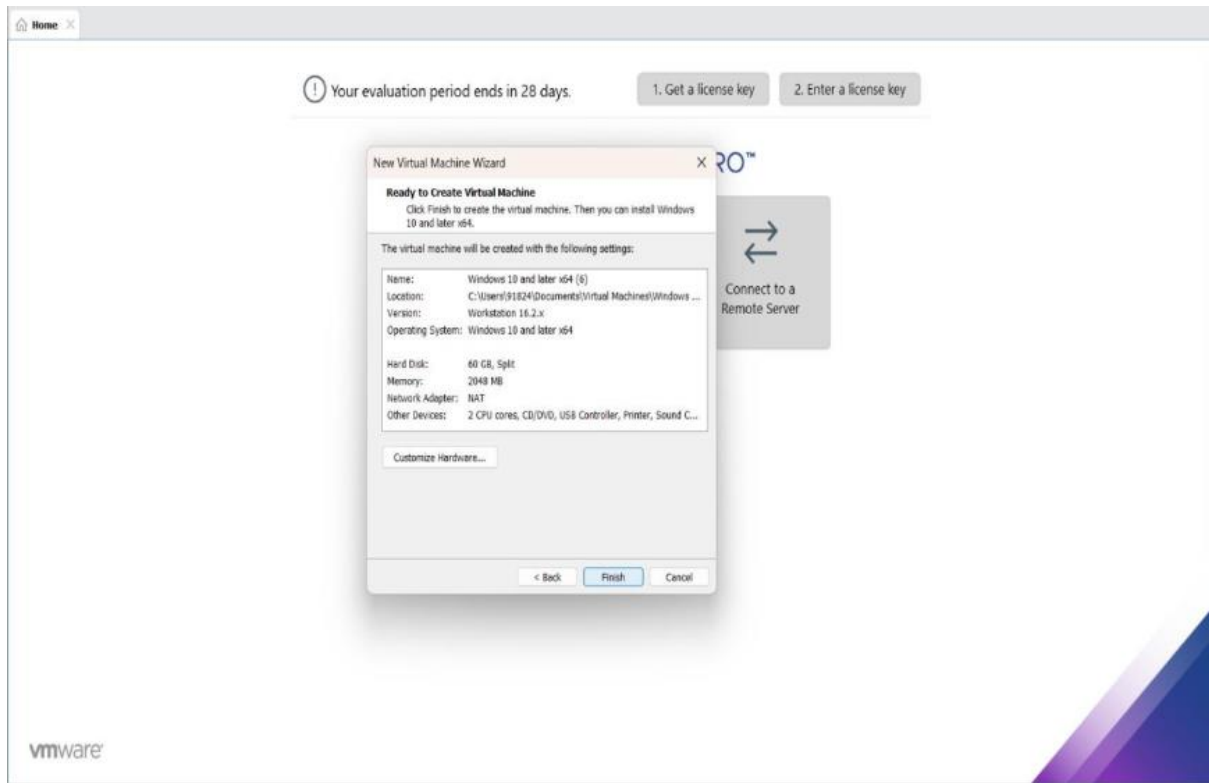 Home
Your evaluation period ends in 28 days.
1. Get a license key
2. Enter a license key
RO™
New Virtual Machine Wizard
Ready to Create Virtual Machine
Click Finish to create the virtual machine. Then you can install Windows
10 and later x64.
The virtual machine will be created with the following settings:
Name: Windows 10 and later x64 (6)
Location: C:\Users\91824\Documents\Virtual Machines\Windows ...
Version: Workstation 16.2.x
Operating System: Windows 10 and later x64
Hard Disk: 60 GB, Split
Memory: 2048 MB
Network Adapter: NAT
Other Devices: 2 CPU cores, CD/DVD, USB Controller, Printer, Sound C...
Customize Hardware...
< Back
Finish
Cancel
Connect to a
Remote Server
vmware